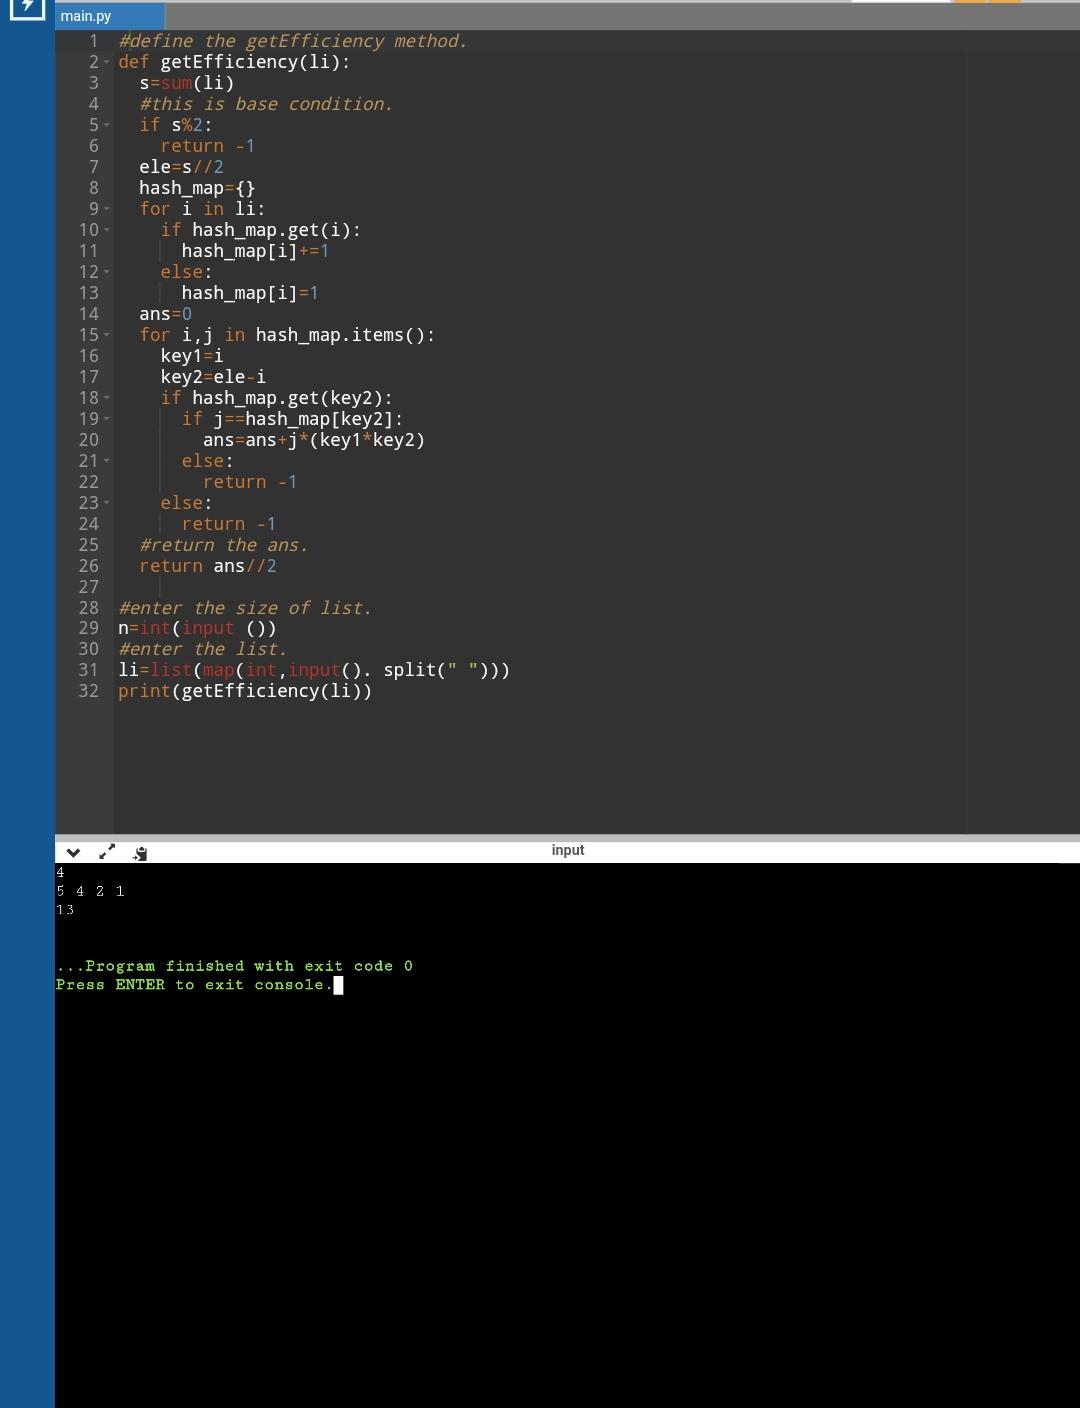 main.py
1 #define the getEfficiency method.
2 def getEfficiency(li):
3   s=sum(li)
4   #this is base condition.
5   if s%2:
6     return -1
7   ele=s//2
8   hash_map={}
9   for i in li:
10     if hash_map.get(i):
11       hash_map[i]+=1
12     else:
13       hash_map[i]=1
14   ans=0
15   for i,j in hash_map.items():
16     key1=i
17     key2=ele-i
18     if hash_map.get(key2):
19       if j==hash_map[key2]:
20         ans=ans+j*(key1*key2)
21       else:
22         return -1
23     else:
24       return -1
25   #return the ans.
26   return ans//2
27
28 #enter the size of list.
29 n=int(input ())
30 #enter the list.
31 li=list(map(int,input(). split(" ")))
32 print(getEfficiency(li))
input
4
5 4 2 1
13
...Program finished with exit code 0
Press ENTER to exit console.